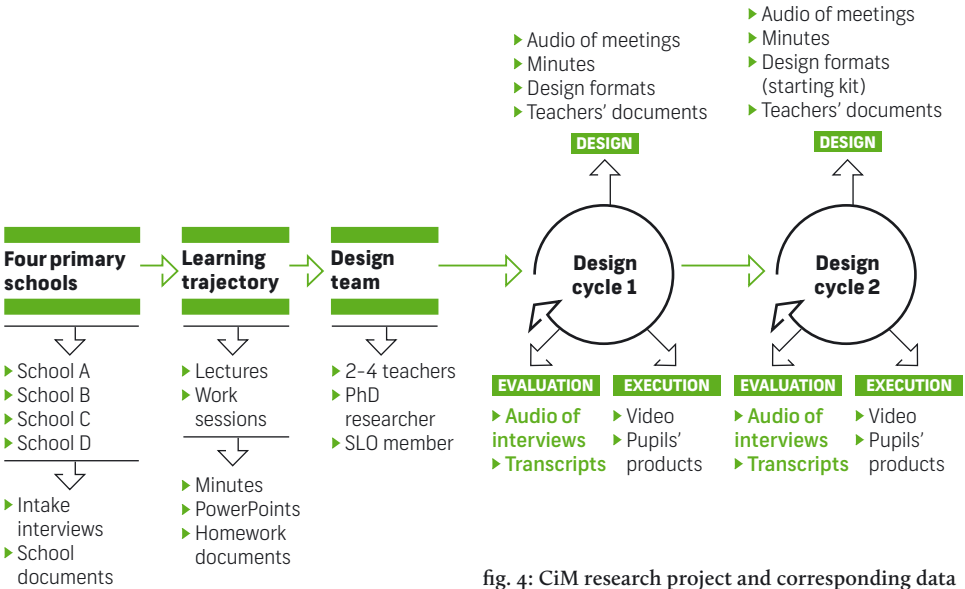 Four primary
schools
▸ School A
▸ School B
▸ School C
▸ School D
▸ Intake
interviews
▸ School
documents
Learning
trajectory
▸ Lectures
▸ Work
sessions
▸ Minutes
▸ PowerPoints
▸ Homework
documents
Design
team
▸ 2-4 teachers
▸ PhD
researcher
▸ SLO member
▸ Audio of meetings
▸ Minutes
▸ Design formats
▸ Teachers’ documents
DESIGN
Design
cycle 1
EVALUATION
▸ Audio of
interviews
▸ Transcripts
EXECUTION
▸ Video
▸ Pupils’
products
▸ Audio of meetings
▸ Minutes
▸ Design formats
(starting kit)
▸ Teachers’ documents
DESIGN
Design
cycle 2
EVALUATION
▸ Audio of
interviews
▸ Transcripts
EXECUTION
▸ Video
▸ Pupils’
products
fig. 4: CiM research project and corresponding data